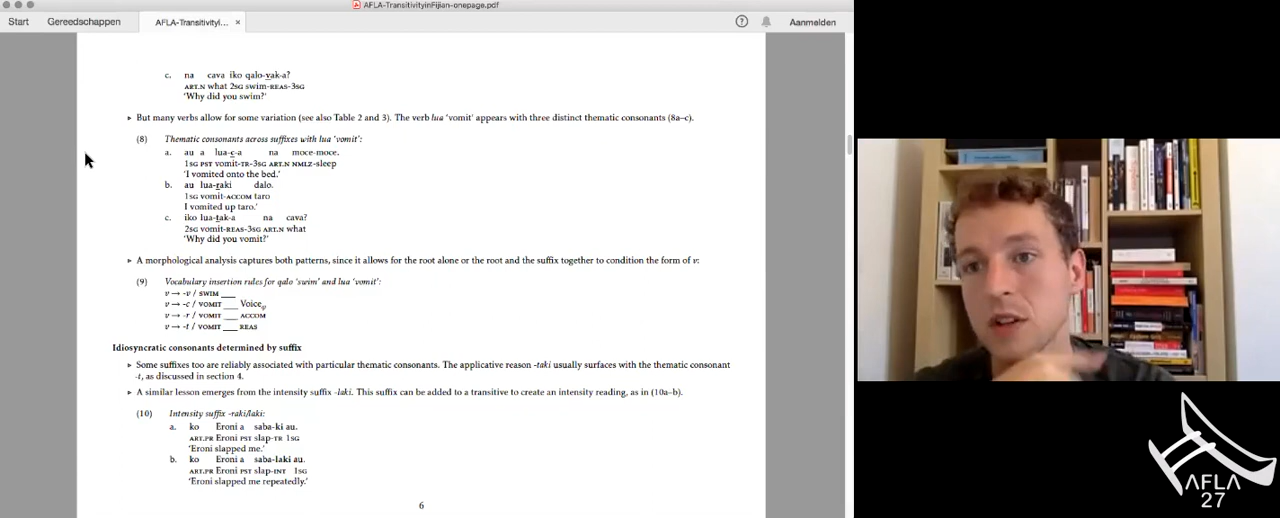 AFLA-TransitivityinFijian-onepage.pdf
Start Gereedschappen AFLA-Transitivityl... × Aanmelden
c. na cava iko qalo-vak-a?
ART.N what 2SG swim-REAS-3SG
'Why did you swim?'
▸ But many verbs allow for some variation (see also Table 2 and 3). The verb lua 'vomit' appears with three distinct thematic consonants (8a–c).
(8) Thematic consonants across suffixes with lua 'vomit':
a. au a lua-c-a na moce-moce.
1SG PST vomit-TR-3SG ART.N NMLZ-sleep
'I vomited onto the bed.'
b. au lua-raki dalo.
1SG vomit-ACCOM taro
I vomited up taro.'
c. iko lua-tak-a na cava?
2SG vomit-REAS-3SG ART.N what
'Why did you vomit?'
▸ A morphological analysis captures both patterns, since it allows for the root alone or the root and the suffix together to condition the form of v:
(9) Vocabulary insertion rules for qalo 'swim' and lua 'vomit':
v → -v / SWIM ___
v → -c / VOMIT ___ Voice
v → -r / VOMIT ___ ACCOM
v → -t / VOMIT ___ REAS
Idiosyncratic consonants determined by suffix
▸ Some suffixes too are reliably associated with particular thematic consonants. The applicative reason -taki usually surfaces with the thematic consonant
-t, as discussed in section 4.
▸ A similar lesson emerges from the intensity suffix -laki. This suffix can be added to a transitive to create an intensity reading, as in (10a–b).
(10) Intensity suffix -raki/laki:
a. ko Eroni a saba-ki au.
ART.PR Eroni PST slap-TR 1SG
'Eroni slapped me.'
b. ko Eroni a saba-laki au.
ART.PR Eroni PST slap-INT 1SG
'Eroni slapped me repeatedly.'
6
AFLA
27